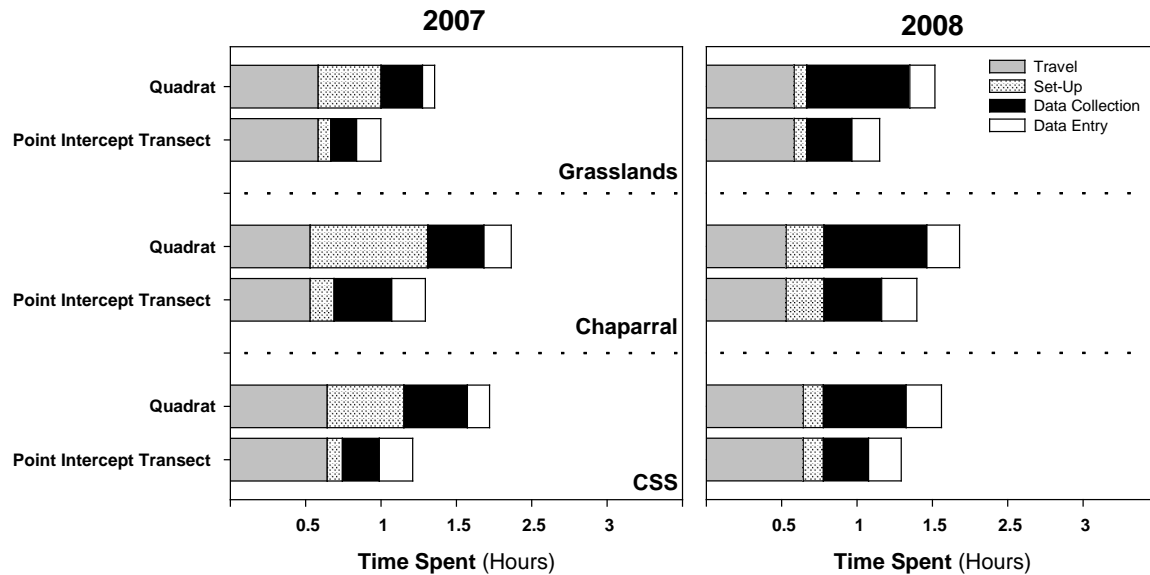 2007
2008
Quadrat
Point Intercept Transect
Grasslands
Quadrat
Point Intercept Transect
Chaparral
Quadrat
Point Intercept Transect
CSS
Travel
Set-Up
Data Collection
Data Entry
0.5 1 1.5 2.5 3
0.5 1 1.5 2.5 3
Time Spent (Hours)
Time Spent (Hours)